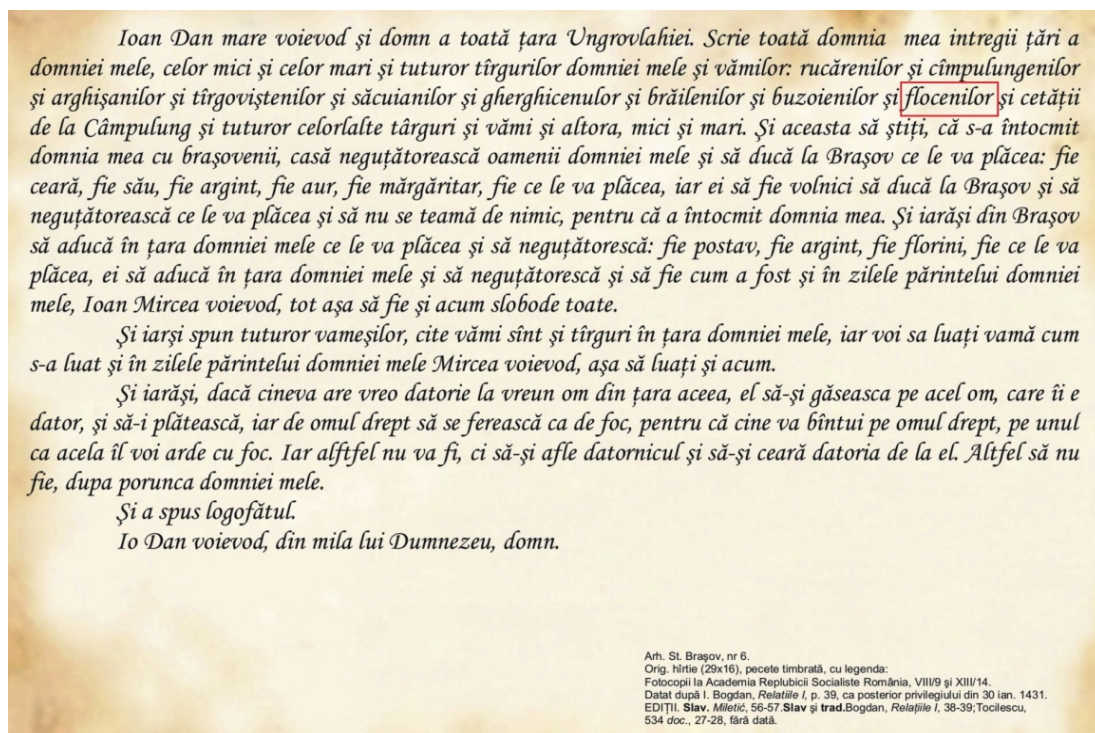 Ioan Dan mare voievod şi domn a toată ţara Ungrovlahiei. Scrie toată domnia mea intregii ţări a
domniei mele, celor mici şi celor mari şi tuturor tîrgurilor domniei mele şi vămilor: rucărenilor şi cîmpulungenilor
şi arghişanilor şi tîrgoviştenilor şi săcuianilor şi gherghicenulor şi brăilenilor şi buzoienilor şi flocenilor şi cetăţii
de la Câmpulung şi tuturor celorlalte târguri şi vămi şi altora, mici şi mari. Şi aceasta să ştiţi, că s-a întocmit
domnia mea cu braşovenii, casă neguţătorească oamenii domniei mele şi să ducă la Braşov ce le va plăcea: fie
ceară, fie său, fie argint, fie aur, fie mărgăritar, fie ce le va plăcea, iar ei să fie volnici să ducă la Braşov şi să
neguţătorească ce le va plăcea şi să nu se teamă de nimic, pentru că a întocmit domnia mea. Şi iarăşi din Braşov
să aducă în ţara domniei mele ce le va plăcea şi să neguţătorescă: fie postav, fie argint, fie florini, fie ce le va
plăcea, ei să aducă în ţara domniei mele şi să neguţătorescă şi să fie cum a fost şi în zilele părintelui domniei
mele, Ioan Mircea voievod, tot aşa să fie şi acum slobode toate.
Şi iarşi spun tuturor vameşilor, cite vămi sînt şi tîrguri în ţara domniei mele, iar voi sa luaţi vamă cum
s-a luat şi în zilele părintelui domniei mele Mircea voievod, aşa să luaţi şi acum.
Şi iarăşi, dacă cineva are vreo datorie la vreun om din ţara aceea, el să-şi găseasca pe acel om, care îi e
dator, şi să-i plătească, iar de omul drept să se ferească ca de foc, pentru că cine va bîntui pe omul drept, pe unul
ca acela îl voi arde cu foc. Iar alftfel nu va fi, ci să-şi afle datornicul şi să-şi ceară datoria de la el. Altfel să nu
fie, dupa porunca domniei mele.
Şi a spus logofătul.
Io Dan voievod, din mila lui Dumnezeu, domn.
Arh. St. Braşov, nr 6.
Orig. hîrtie (29x16), pecete timbrată, cu legenda:
Fotocopii la Academia Replubicii Socialiste România, VIII/9 şi XIII/14.
Datat după I. Bogdan, Relatiile I, p. 39, ca posterior privilegiului din 30 ian. 1431.
EDIŢII. Slav. Miletić, 56-57.Slav şi trad.Bogdan, Relaţiile I, 38-39;Tocilescu,
534 doc., 27-28, fără dată.